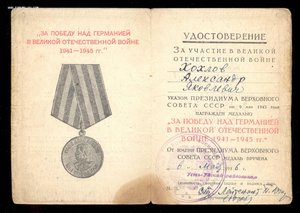 „ЗА ПОБЕДУ НАД ГЕРМАНИЕЙ
В ВЕЛИКОЙ ОТЕЧЕСТВЕННОЙ ВОЙНЕ
1941—1945 гг."
УДОСТОВЕРЕНИЕ
ЗА УЧАСТИЕ В ВЕЛИКОЙ
ОТЕЧЕСТВЕННОЙ ВОЙНЕ
Хохлов
Александр
Яковлевич
УКАЗОМ ПРЕЗИДИУМА ВЕРХОВНОГО
СОВЕТА СССР от 9 мая 1945 года
НАГРАЖДЕН МЕДАЛЬЮ
„ЗА ПОБЕДУ НАД ГЕРМАНИЕЙ
В ВЕЛИКОЙ ОТЕЧЕСТВЕННОЙ
ВОЙНЕ 1941—1945 гг."
От имени ПРЕЗИДИУМА ВЕРХОВНОГО
СОВЕТА СССР МЕДАЛЬ ВРУЧЕНА